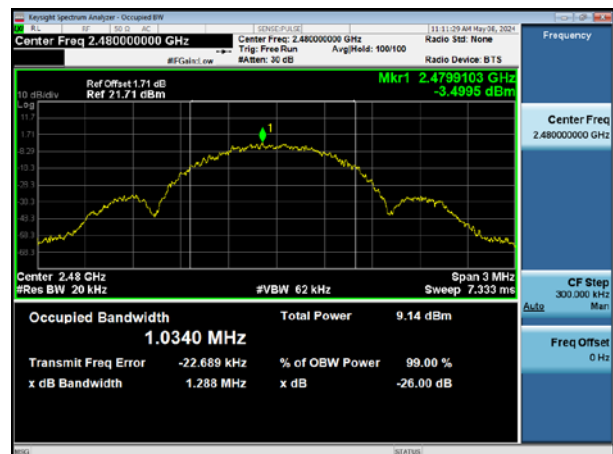 Keysight Spectrum Analyzer - Occupied BW
RL RF 50 Ω AC SENSE:PULSE 11:11:29 AM May 08, 2024
Center Freq 2.480000000 GHz Center Freq: 2.480000000 GHz Radio Std: None Frequency
Trig: Free Run Avg|Hold: 100/100
#IFGain:Low #Atten: 30 dB Radio Device: BTS
Ref Offset 1.71 dB Mkr1 2.4799103 GHz
10 dB/div Ref 21.71 dBm -3.4995 dBm
Log
11.7
1.71
-8.29
-18.3
-28.3
-38.3
-48.3
-58.3
-68.3
1
Center Freq
2.480000000 GHz
Center 2.48 GHz Span 3 MHz
#Res BW 20 kHz #VBW 62 kHz Sweep 7.333 ms
CF Step
300.000 kHz
Auto Man
Occupied Bandwidth Total Power 9.14 dBm
1.0340 MHz
Transmit Freq Error -22.689 kHz % of OBW Power 99.00 %
x dB Bandwidth 1.288 MHz x dB -26.00 dB
Freq Offset
0 Hz
MSG STATUS